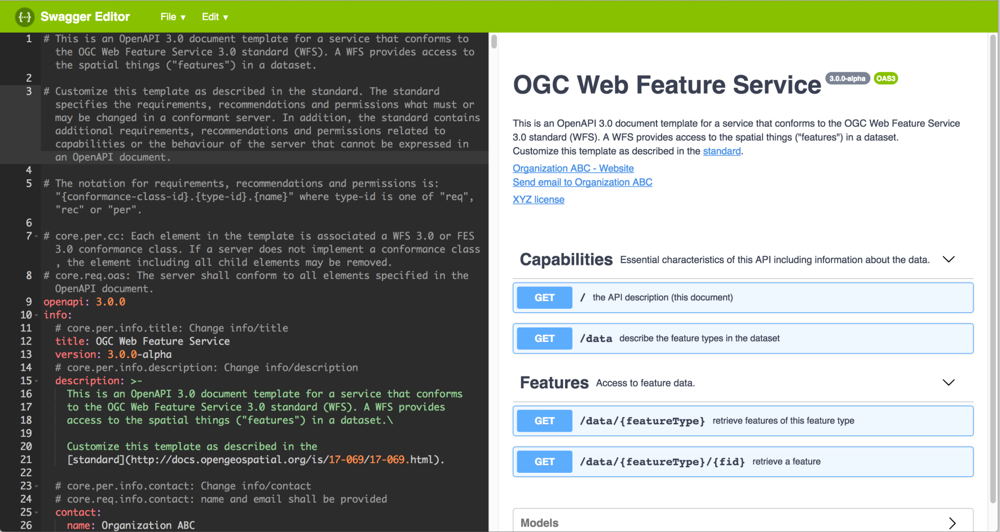 Swagger Editor File ▾ Edit ▾
1 # This is an OpenAPI 3.0 document template for a service that conforms to
the OGC Web Feature Service 3.0 standard (WFS). A WFS provides access to
the spatial things ("features") in a dataset.
2
3 # Customize this template as described in the standard. The standard
specifies the requirements, recommendations and permissions what must or
may be changed in a conformant server. In addition, the standard contains
additional requirements, recommendations and permissions related to
capabilities or the behaviour of the server that cannot be expressed in
an OpenAPI document.
4
5 # The notation for requirements, recommendations and permissions is:
"{conformance-class-id}.{type-id}.{name}" where type-id is one of "req",
"rec" or "per".
6
7 # core.per.cc: Each element in the template is associated a WFS 3.0 or FES
3.0 conformance class. If a server does not implement a conformance class
, the element including all child elements may be removed.
8 # core.req.oas: The server shall conform to all elements specified in the
OpenAPI document.
9 openapi: 3.0.0
10 info:
11 # core.per.info.title: Change info/title
12 title: OGC Web Feature Service
13 version: 3.0.0-alpha
14 # core.per.info.description: Change info/description
15 description: >-
16 This is an OpenAPI 3.0 document template for a service that conforms
17 to the OGC Web Feature Service 3.0 standard (WFS). A WFS provides
18 access to the spatial things ("features") in a dataset.\
19
20 Customize this template as described in the
21 [standard](http://docs.opengeospatial.org/is/17-069/17-069.html).
22
23 # core.per.info.contact: Change info/contact
24 # core.req.info.contact: name and email shall be provided
25 contact:
26 name: Organization ABC
OGC Web Feature Service 3.0.0-alpha OAS3
This is an OpenAPI 3.0 document template for a service that conforms to the OGC Web Feature Service
3.0 standard (WFS). A WFS provides access to the spatial things ("features") in a dataset.
Customize this template as described in the standard.
Organization ABC - Website
Send email to Organization ABC
XYZ license
Capabilities Essential characteristics of this API including information about the data.
GET / the API description (this document)
GET /data describe the feature types in the dataset
Features Access to feature data.
GET /data/{featureType} retrieve features of this feature type
GET /data/{featureType}/{fid} retrieve a feature
Models